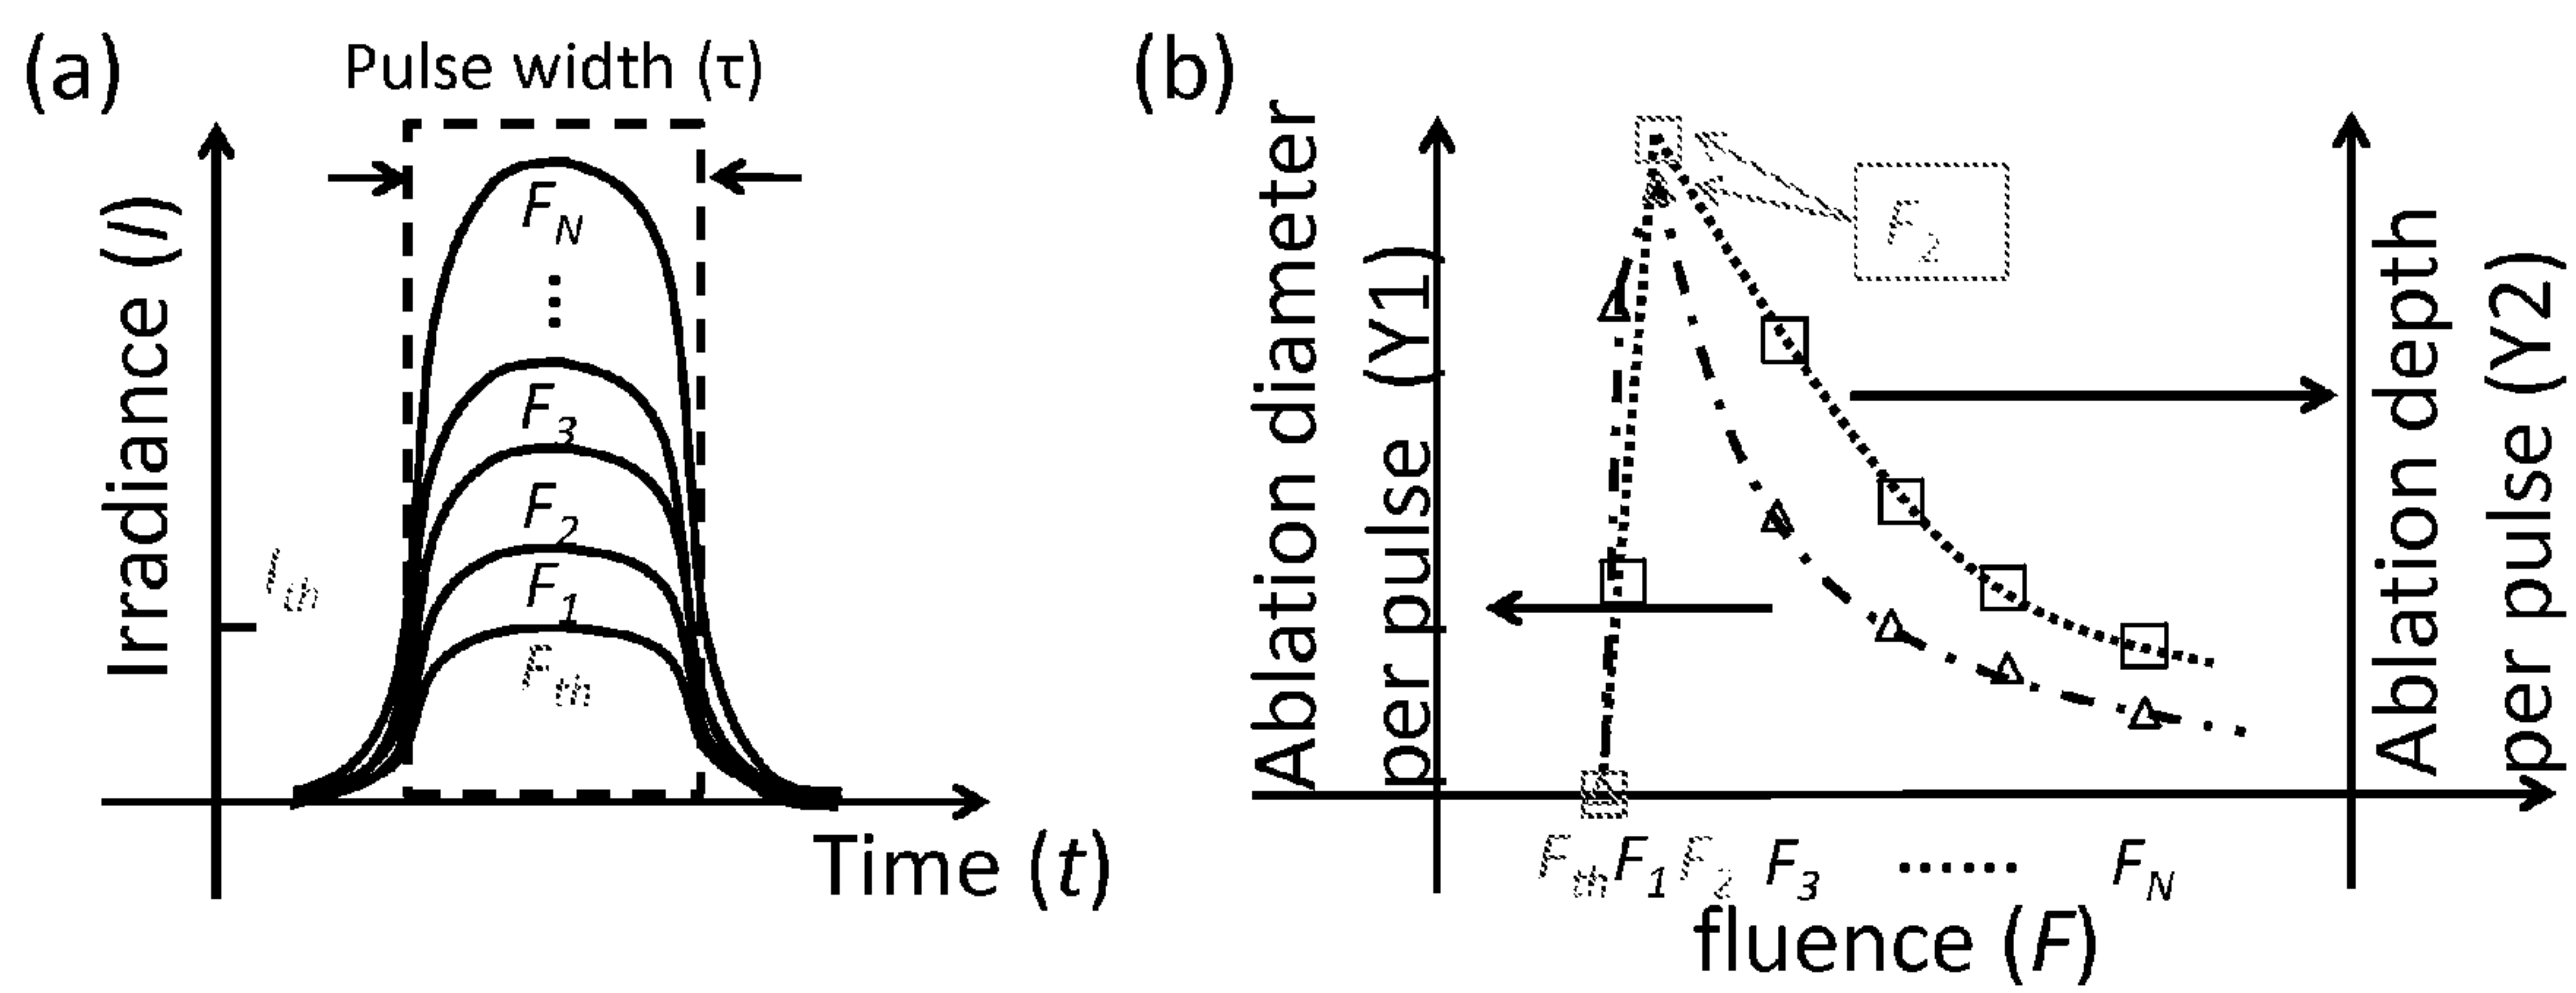 (a)
Pulse width (τ)
Irradiance (I)
I_th
F_N
⋮
F_3
F_2
F_1
F_th
Time (t)
(b)
Ablation diameter
per pulse (Y1)
F_2
Ablation depth
per pulse (Y2)
F_th F_1 F_2 F_3 ...... F_N
fluence (F)